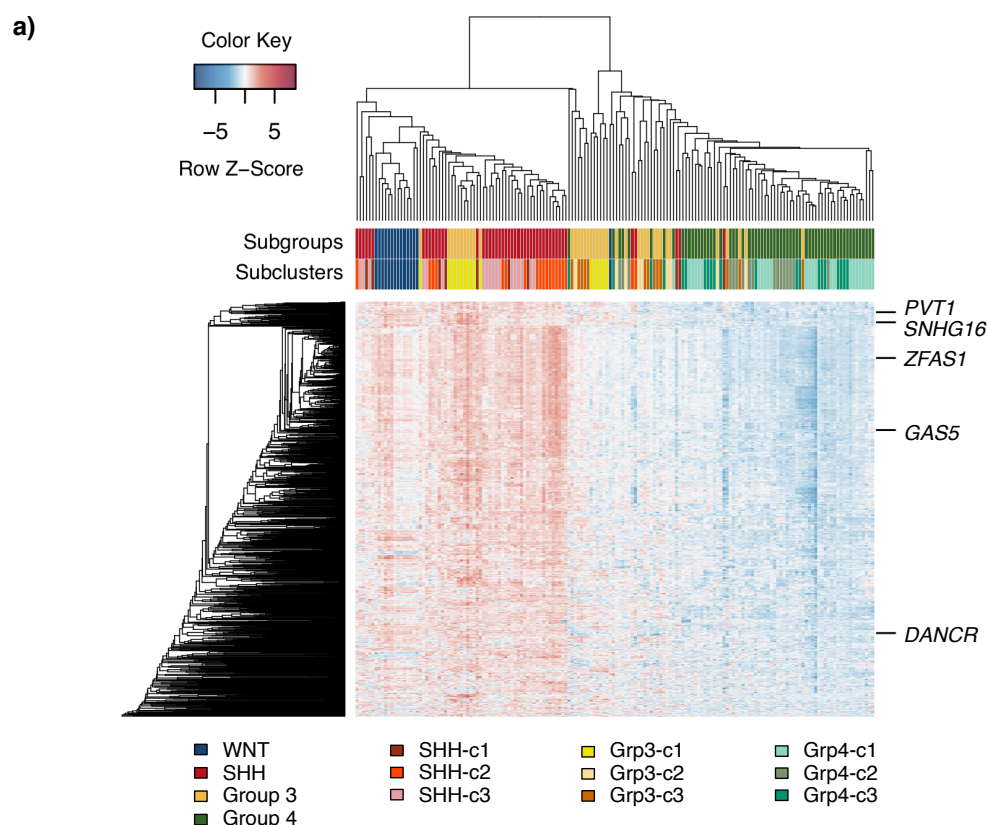 a)
Color Key
−5 5
Row Z−Score
Subgroups
Subclusters
PVT1
SNHG16
ZFAS1
GAS5
DANCR
WNT SHH-c1 Grp3-c1 Grp4-c1
SHH SHH-c2 Grp3-c2 Grp4-c2
Group 3 SHH-c3 Grp3-c3 Grp4-c3
Group 4